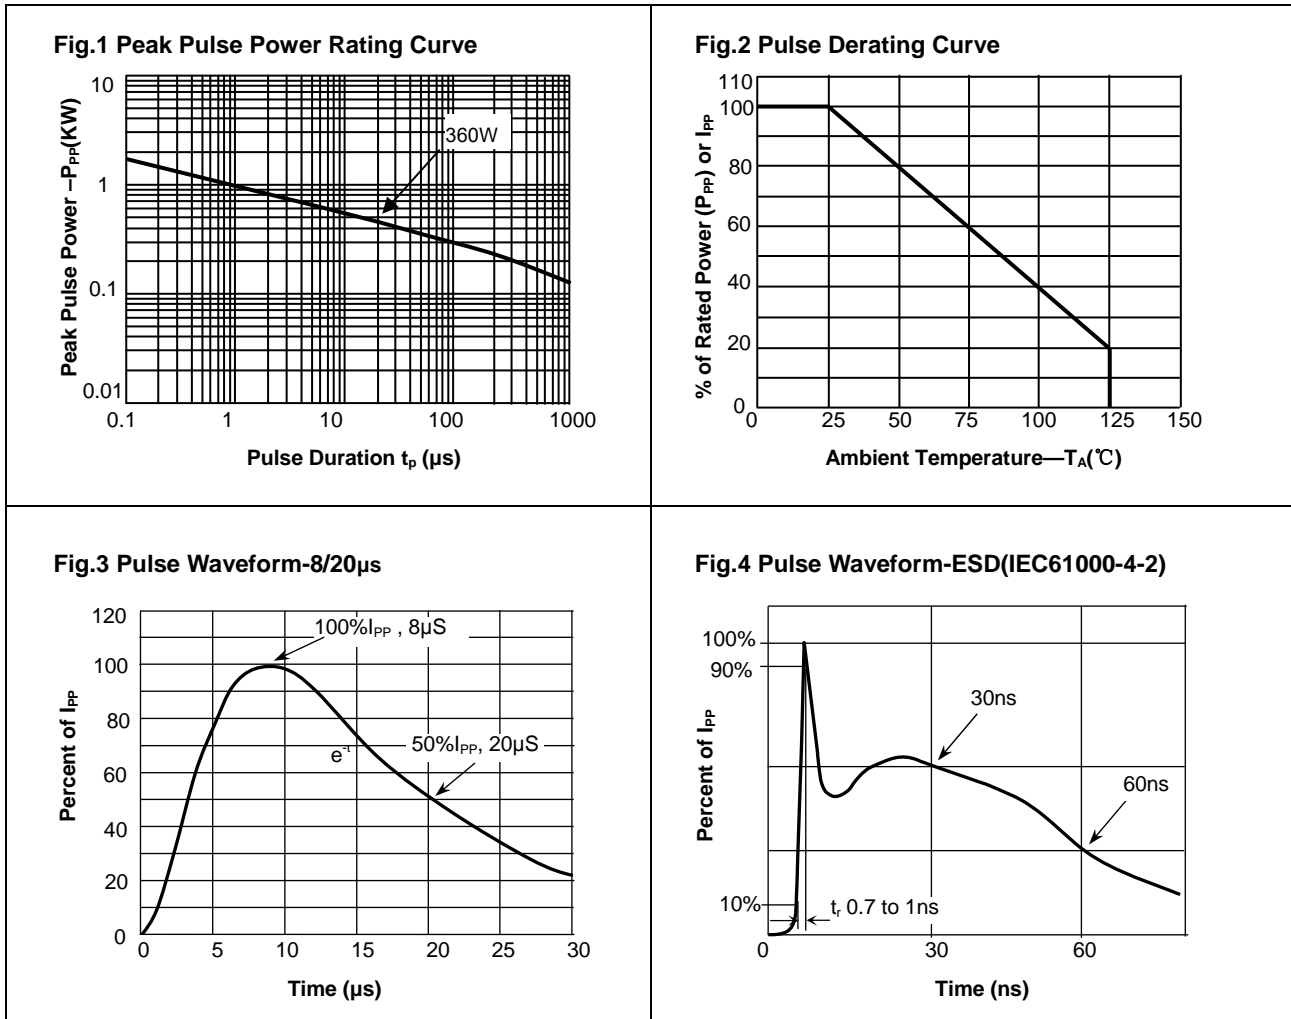 Fig.1 Peak Pulse Power Rating Curve
Peak Pulse Power –PPP(KW)
10
1
0.1
0.01
360W
0.1 1 10 100 1000
Pulse Duration tp (µs)
Fig.2 Pulse Derating Curve
% of Rated Power (PPP) or IPP
110
100
80
60
40
20
0
0 25 50 75 100 125 150
Ambient Temperature—TA(℃)
Fig.3 Pulse Waveform-8/20µs
Percent of IPP
120
100
80
60
40
20
0
100%IPP , 8µS
50%IPP, 20µS
e-t
0 5 10 15 20 25 30
Time (µs)
Fig.4 Pulse Waveform-ESD(IEC61000-4-2)
Percent of IPP
100%
90%
10%
30ns
60ns
tr 0.7 to 1ns
0 30 60
Time (ns)